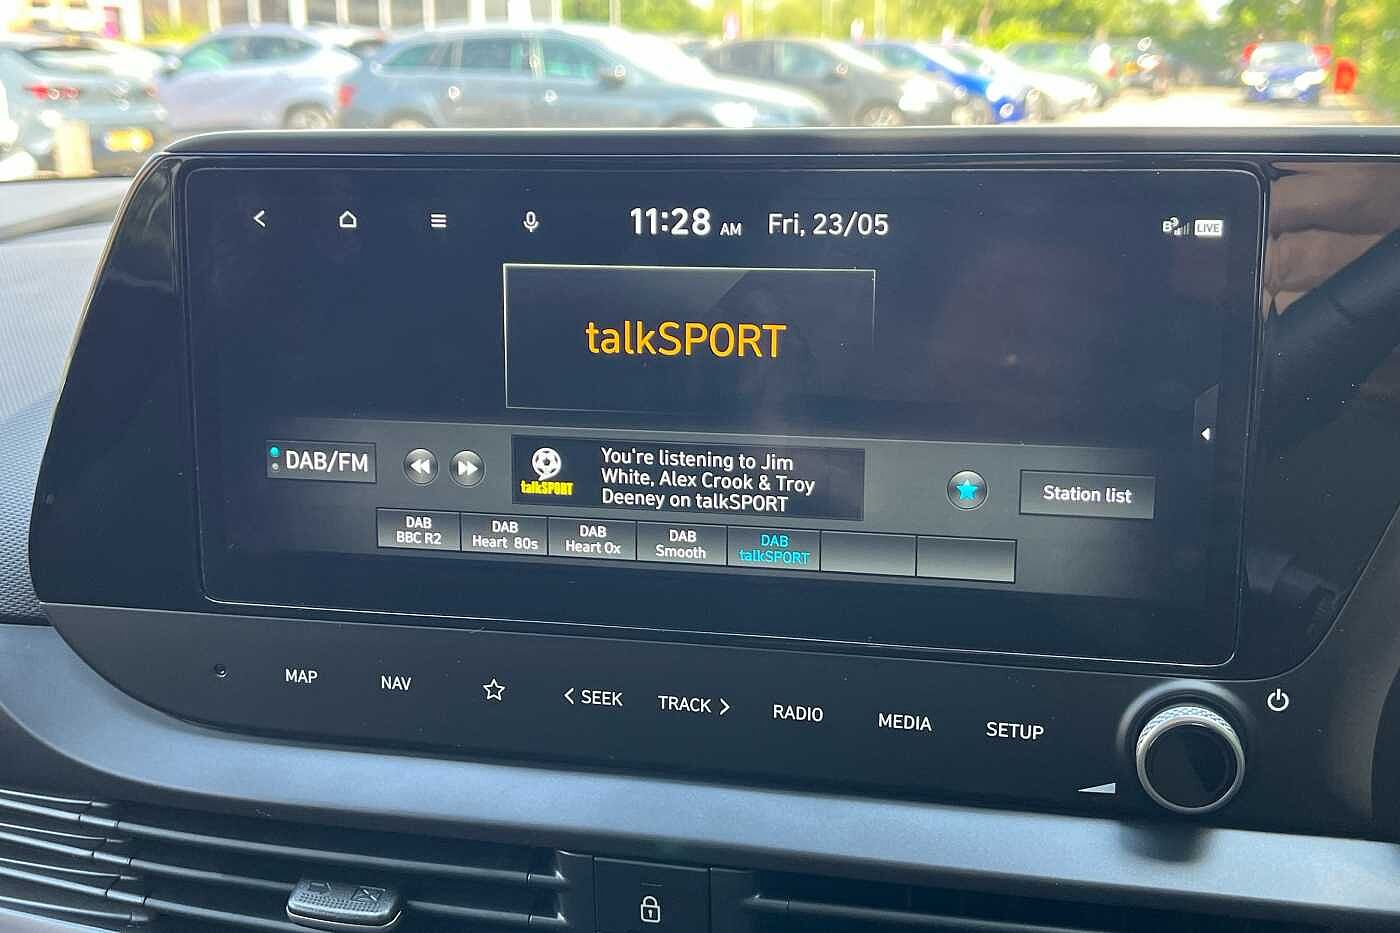 11:28 AM Fri, 23/05
LIVE
talkSPORT
DAB/FM
talkSPORT
You're listening to Jim
White, Alex Crook & Troy
Deeney on talkSPORT
Station list
DAB
BBC R2
DAB
Heart 80s
DAB
Heart 0x
DAB
Smooth
DAB
talkSPORT
MAP
NAV
< SEEK
TRACK >
RADIO
MEDIA
SETUP